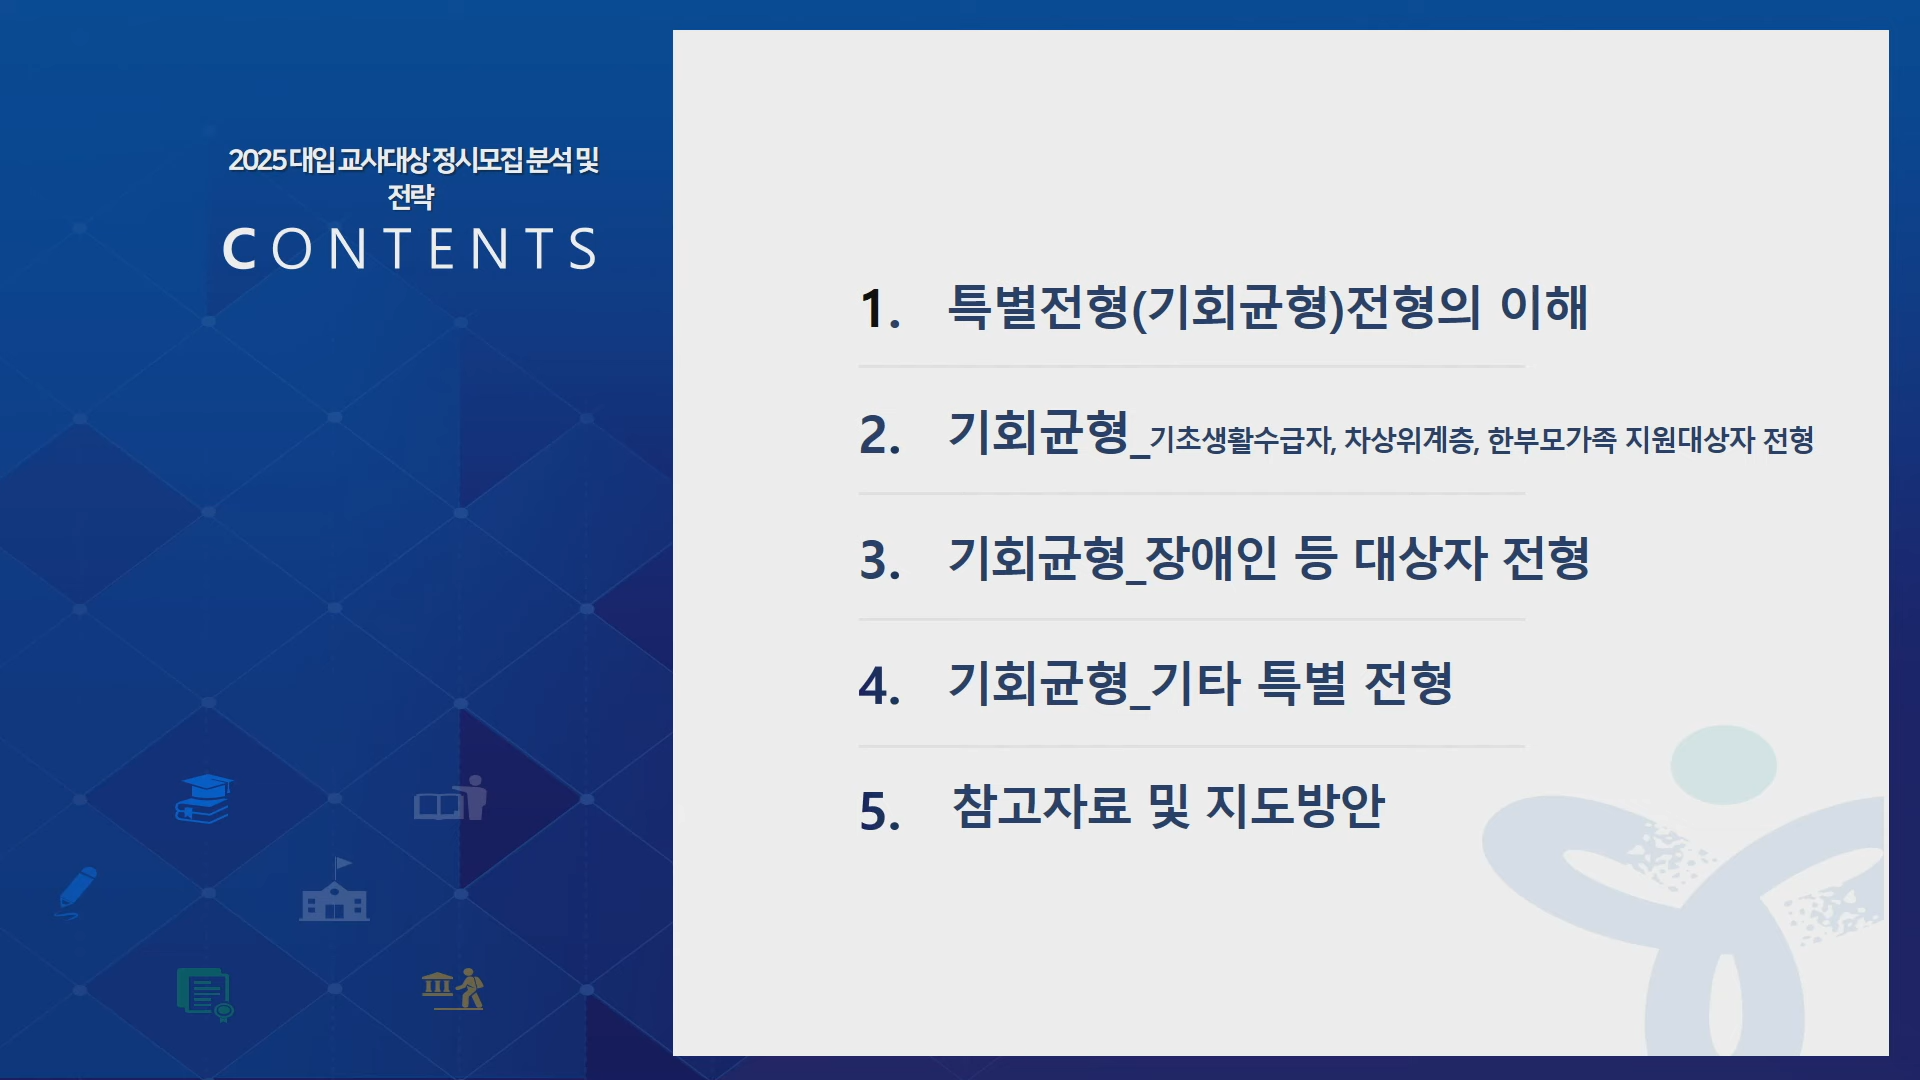 2025 대입 교사대상 정시모집 분석 및
전략
CONTENTS
1. 특별전형(기회균형)전형의 이해
2. 기회균형_기초생활수급자, 차상위계층, 한부모가족 지원대상자 전형
3. 기회균형_장애인 등 대상자 전형
4. 기회균형_기타 특별 전형
5. 참고자료 및 지도방안